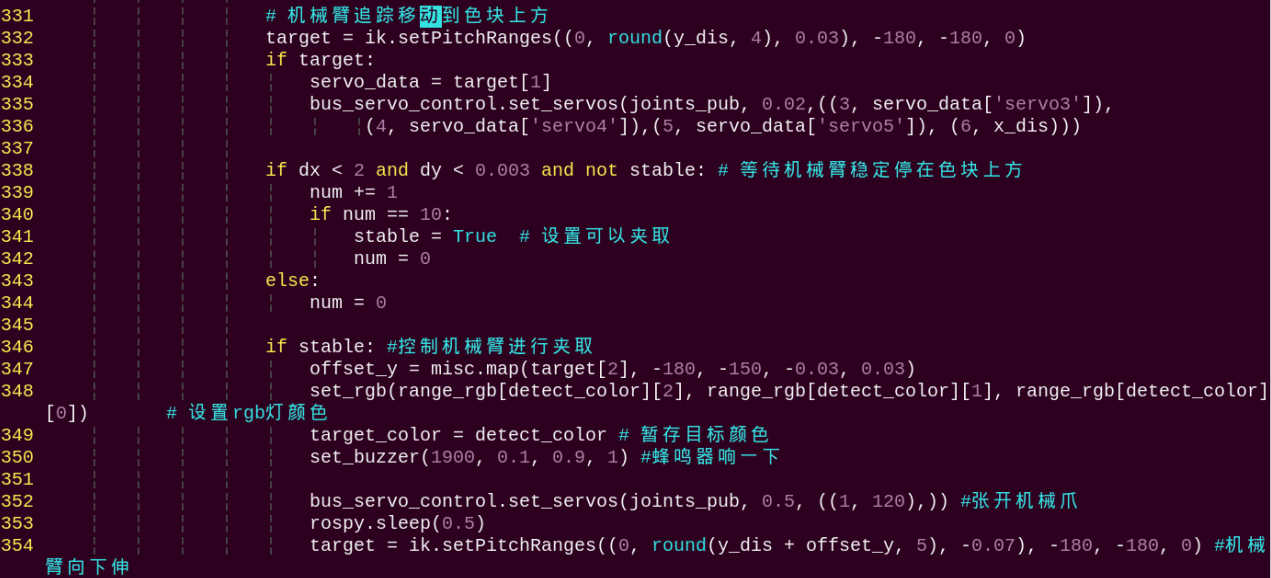 331 # 机械臂追踪移动到色块上方
332 target = ik.setPitchRanges((0, round(y_dis, 4), 0.03), -180, -180, 0)
333 if target:
334 servo_data = target[1]
335 bus_servo_control.set_servos(joints_pub, 0.02,((3, servo_data['servo3']),
336 (4, servo_data['servo4']),(5, servo_data['servo5']), (6, x_dis)))
337
338 if dx < 2 and dy < 0.003 and not stable: # 等待机械臂稳定停在色块上方
339 num += 1
340 if num == 10:
341 stable = True  # 设置可以夹取
342 num = 0
343 else:
344 num = 0
345
346 if stable: #控制机械臂进行夹取
347 offset_y = misc.map(target[2], -180, -150, -0.03, 0.03)
348 set_rgb(range_rgb[detect_color][2], range_rgb[detect_color][1], range_rgb[detect_color]
[0]) # 设置rgb灯颜色
349 target_color = detect_color # 暂存目标颜色
350 set_buzzer(1900, 0.1, 0.9, 1) #蜂鸣器响一下
351
352 bus_servo_control.set_servos(joints_pub, 0.5, ((1, 120),)) #张开机械爪
353 rospy.sleep(0.5)
354 target = ik.setPitchRanges((0, round(y_dis + offset_y, 5), -0.07), -180, -180, 0) #机械
臂向下伸